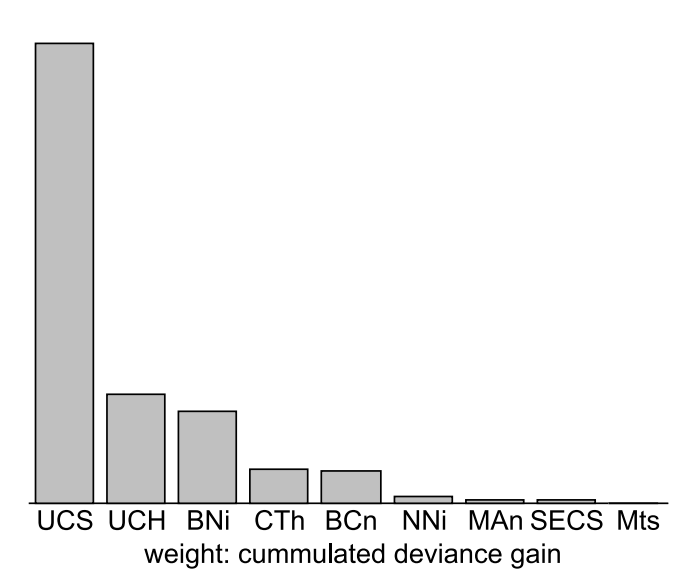 UCS UCH BNi CTh BCn NNi MAn SECS Mts
weight: cummulated deviance gain